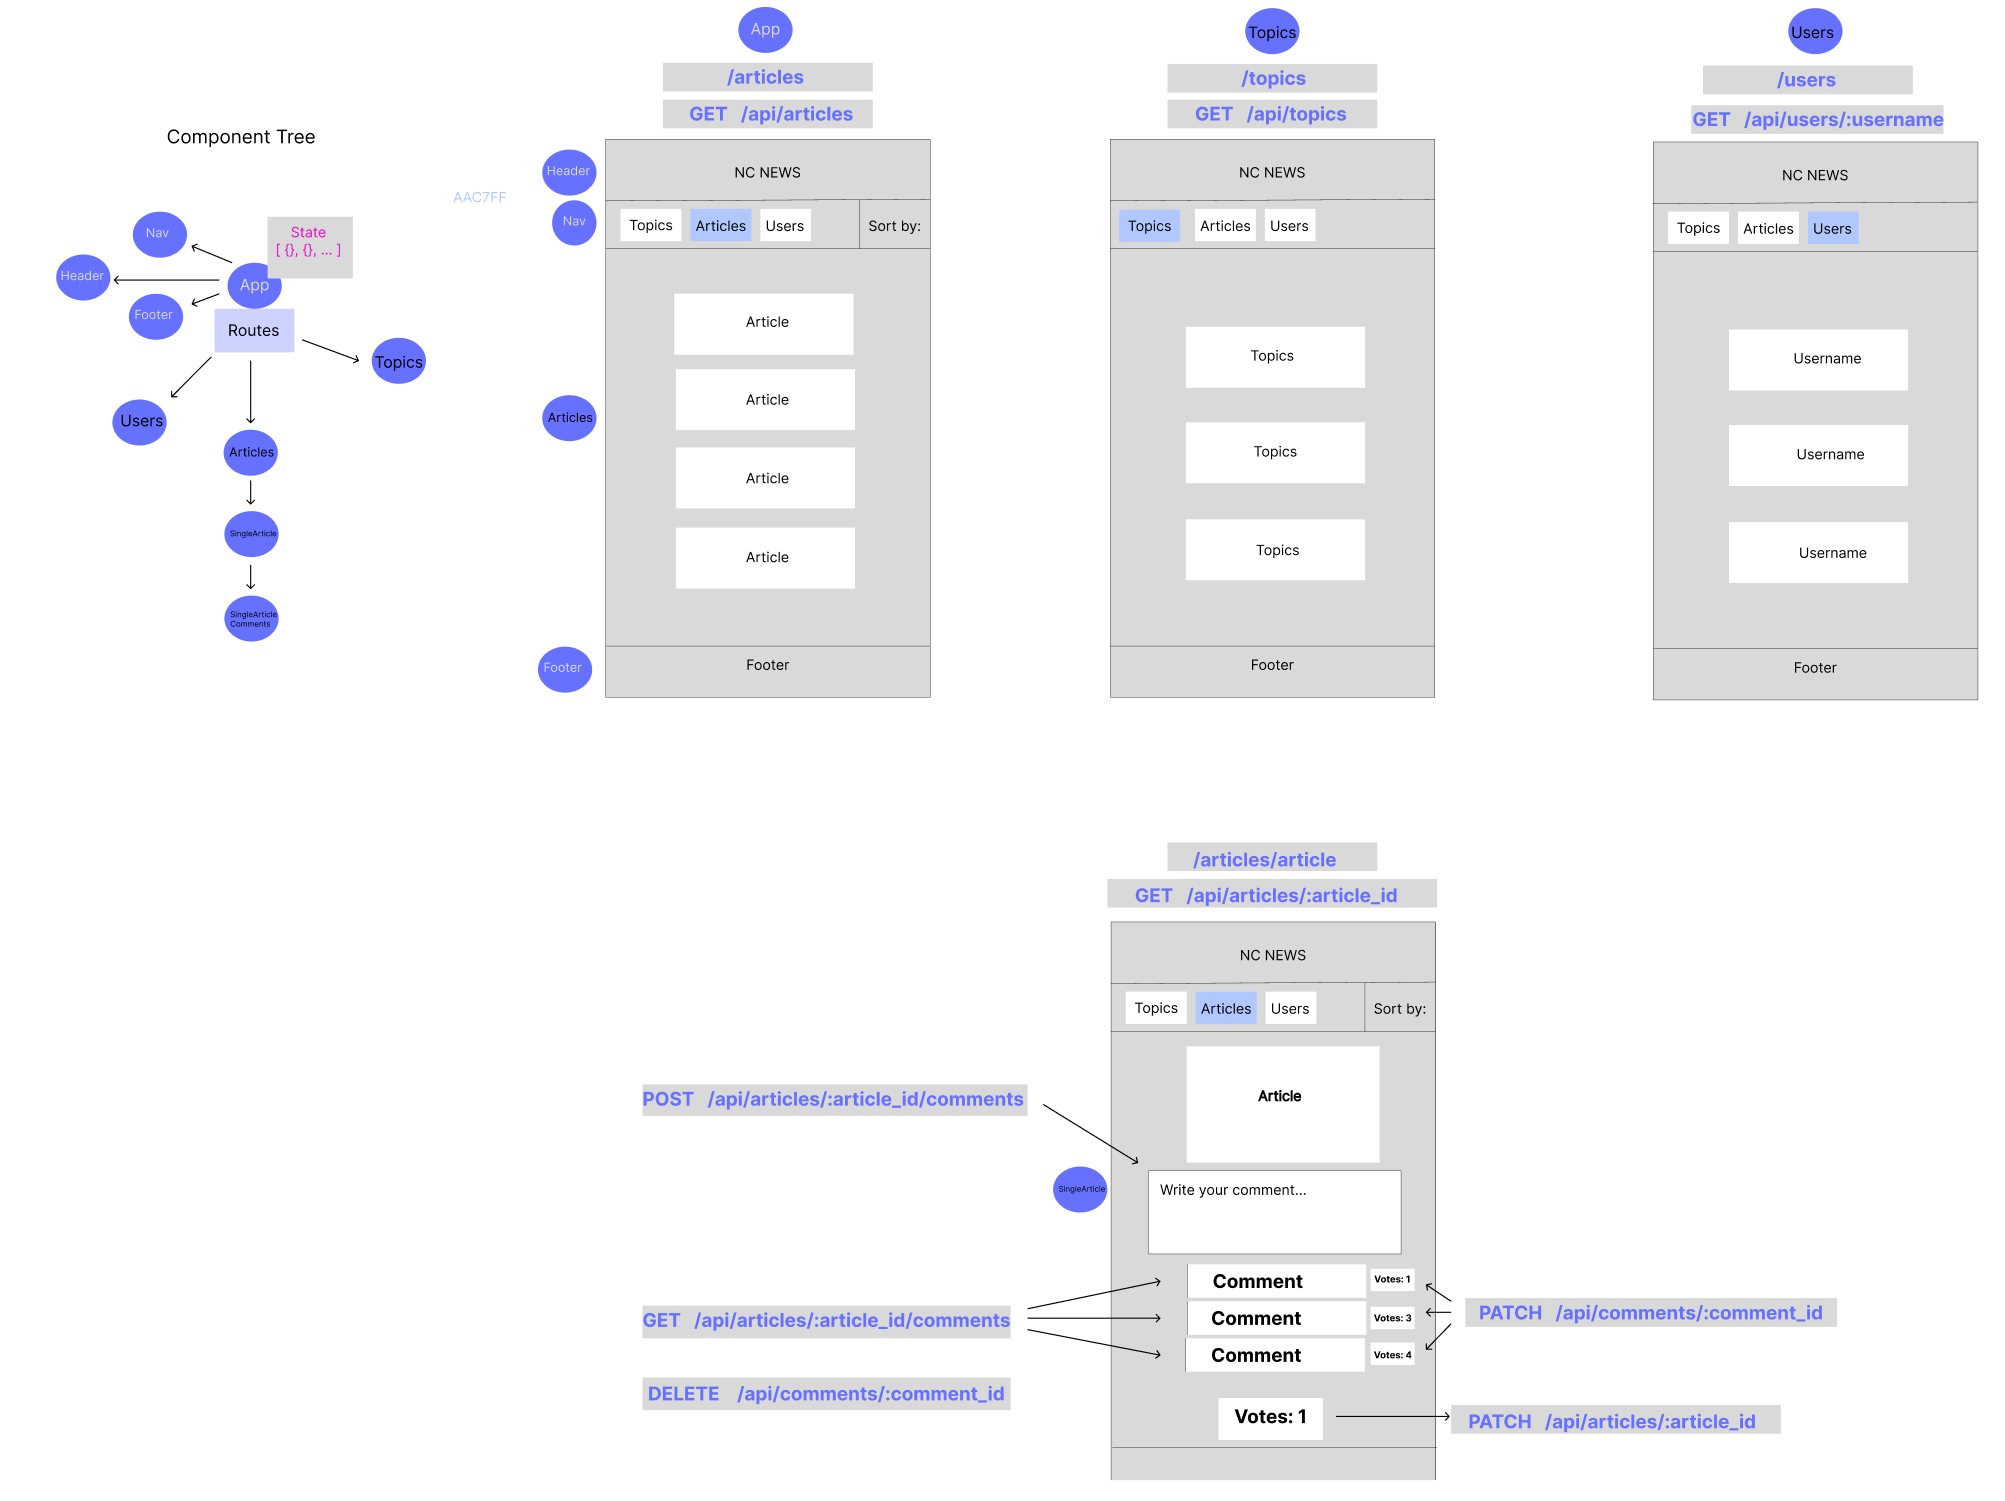 Component Tree
AAC7FF
Nav
State
[ {}, {}, ... ]
Header
App
Footer
Routes
Topics
Users
Articles
SingleArticle
SingleArticle
Comments
App
/articles
GET /api/articles
Header
NC NEWS
Nav
Topics
Articles
Users
Sort by:
Article
Article
Articles
Article
Article
Footer
Footer
Topics
/topics
GET /api/topics
NC NEWS
Topics
Articles
Users
Topics
Topics
Topics
Footer
Users
/users
GET /api/users/:username
NC NEWS
Topics
Articles
Users
Username
Username
Username
Footer
/articles/article
GET /api/articles/:article_id
NC NEWS
Topics
Articles
Users
Sort by:
Article
POST /api/articles/:article_id/comments
SingleArticle
Write your comment...
Comment
Votes: 1
GET /api/articles/:article_id/comments
Comment
Votes: 3
PATCH /api/comments/:comment_id
Comment
Votes: 4
DELETE /api/comments/:comment_id
Votes: 1
PATCH /api/articles/:article_id